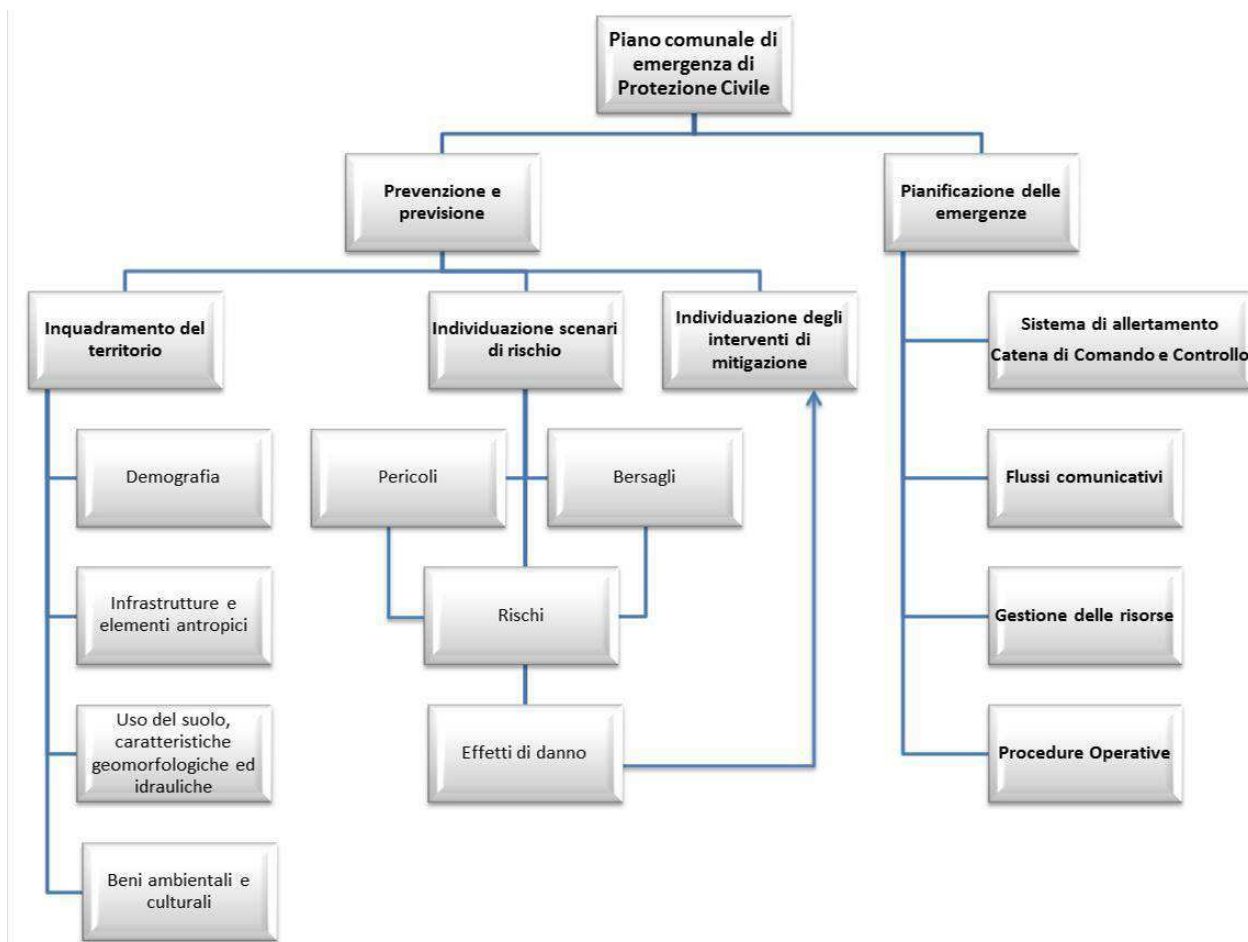 Piano comunale di
emergenza di
Protezione Civile
Prevenzione e
previsione
Pianificazione delle
emergenze
Inquadramento del
territorio
Individuazione scenari
di rischio
Individuazione degli
interventi di
mitigazione
Sistema di allertamento
Catena di Comando e Controllo
Demografia
Pericoli
Bersagli
Flussi comunicativi
Infrastrutture e
elementi antropici
Rischi
Gestione delle risorse
Uso del suolo,
caratteristiche
geomorfologiche ed
idrauliche
Effetti di danno
Procedure Operative
Beni ambientali e
culturali